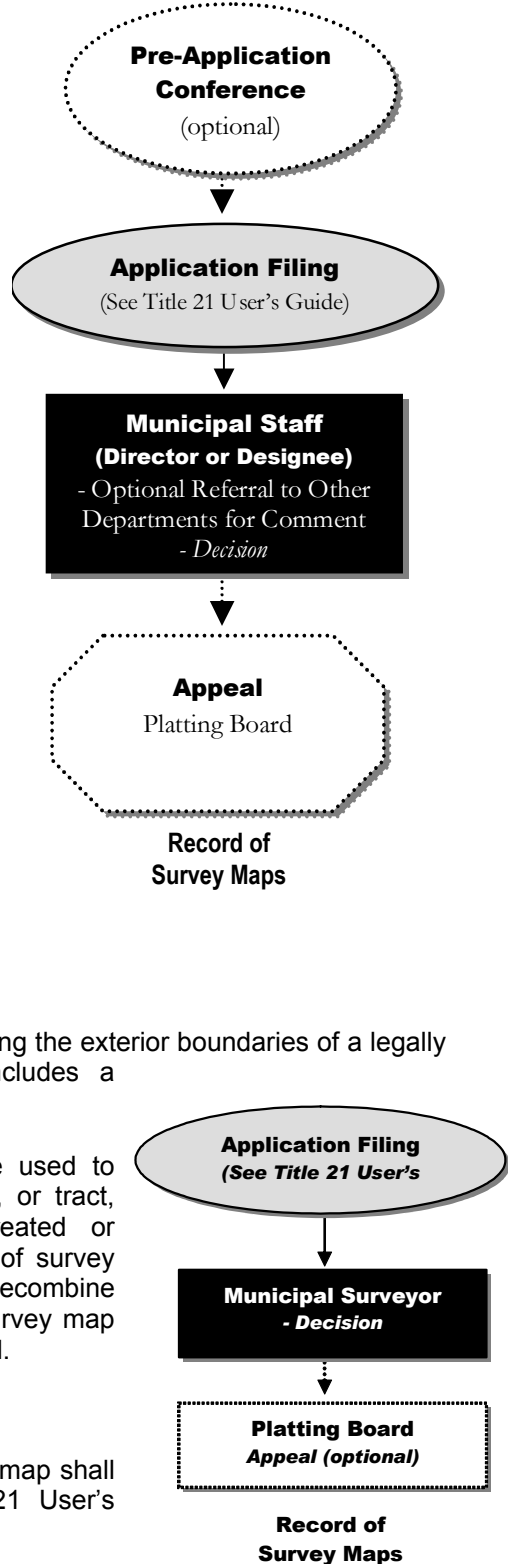 Pre-Application
Conference
(optional)
Application Filing
(See Title 21 User's Guide)
Municipal Staff
(Director or Designee)
- Optional Referral to Other
Departments for Comment
- Decision
Appeal
Platting Board
Record of
Survey Maps
ing the exterior boundaries of a legally
ncludes a
e used to
, or tract,
eated or
of survey
ecombine
urvey map
l.
map shall
21 User's
Application Filing
(See Title 21 User's
Municipal Surveyor
- Decision
Platting Board
Appeal (optional)
Record of
Survey Maps